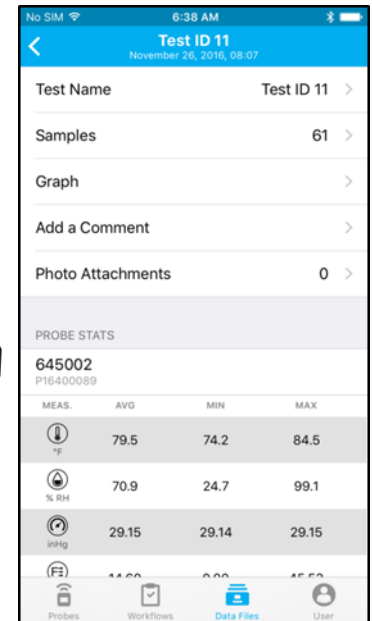 No SIM 6:38 AM
Test ID 11
November 26, 2016, 08:07
Test Name Test ID 11
Samples 61
Graph
Add a Comment
Photo Attachments 0
PROBE STATS
645002
P16400089
MEAS. AVG MIN MAX
°F 79.5 74.2 84.5
% RH 70.9 24.7 99.1
inHg 29.15 29.14 29.15
Probes Workflows Data Files User